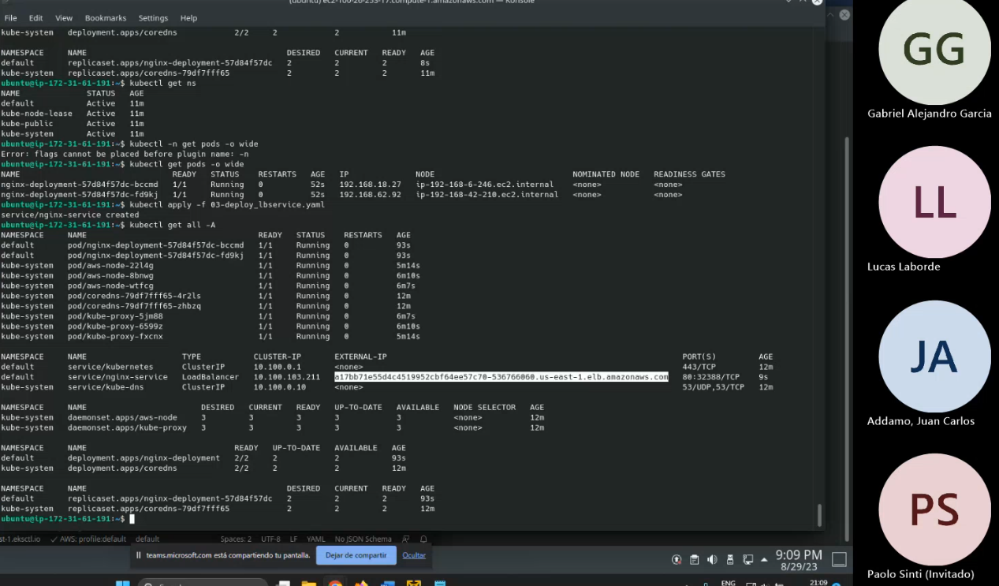 (ubuntu) ec2-100-26-253-17.compute-1.amazonaws.com — Konsole
File Edit View Bookmarks Settings Help
kube-system deployment.apps/coredns 2/2 2 2 11m
NAMESPACE NAME DESIRED CURRENT READY AGE
default replicaset.apps/nginx-deployment-57d84f57dc 2 2 2 8s
kube-system replicaset.apps/coredns-79df7fff65 2 2 2 11m
ubuntu@ip-172-31-61-191:~$ kubectl get ns
NAME STATUS AGE
default Active 11m
kube-node-lease Active 11m
kube-public Active 11m
kube-system Active 11m
ubuntu@ip-172-31-61-191:~$ kubectl -n get pods -o wide
Error: flags cannot be placed before plugin name: -n
ubuntu@ip-172-31-61-191:~$ kubectl get pods -o wide
NAME READY STATUS RESTARTS AGE IP NODE NOMINATED NODE READINESS GATES
nginx-deployment-57d84f57dc-bccmd 1/1 Running 0 52s 192.168.18.27 ip-192-168-6-246.ec2.internal <none> <none>
nginx-deployment-57d84f57dc-fd9kj 1/1 Running 0 52s 192.168.62.92 ip-192-168-42-210.ec2.internal <none> <none>
ubuntu@ip-172-31-61-191:~$ kubectl apply -f 03-deploy_lbservice.yaml
service/nginx-service created
ubuntu@ip-172-31-61-191:~$ kubectl get all -A
NAMESPACE NAME READY STATUS RESTARTS AGE
default pod/nginx-deployment-57d84f57dc-bccmd 1/1 Running 0 93s
default pod/nginx-deployment-57d84f57dc-fd9kj 1/1 Running 0 93s
kube-system pod/aws-node-22l4g 1/1 Running 0 5m14s
kube-system pod/aws-node-8bnwg 1/1 Running 0 6m10s
kube-system pod/aws-node-wtfcg 1/1 Running 0 6m7s
kube-system pod/coredns-79df7fff65-4r2ls 1/1 Running 0 12m
kube-system pod/coredns-79df7fff65-zhbzq 1/1 Running 0 12m
kube-system pod/kube-proxy-5jm88 1/1 Running 0 6m7s
kube-system pod/kube-proxy-6599z 1/1 Running 0 6m10s
kube-system pod/kube-proxy-fxcnx 1/1 Running 0 5m14s
NAMESPACE NAME TYPE CLUSTER-IP EXTERNAL-IP PORT(S) AGE
default service/kubernetes ClusterIP 10.100.0.1 <none> 443/TCP 12m
default service/nginx-service LoadBalancer 10.100.103.211 a17bb71e55d4c4519952cbf64ee57c70-536766060.us-east-1.elb.amazonaws.com 80:32388/TCP 9s
kube-system service/kube-dns ClusterIP 10.100.0.10 <none> 53/UDP,53/TCP 12m
NAMESPACE NAME DESIRED CURRENT READY UP-TO-DATE AVAILABLE NODE SELECTOR AGE
kube-system daemonset.apps/aws-node 3 3 3 3 3 <none> 12m
kube-system daemonset.apps/kube-proxy 3 3 3 3 3 <none> 12m
NAMESPACE NAME READY UP-TO-DATE AVAILABLE AGE
default deployment.apps/nginx-deployment 2/2 2 2 93s
kube-system deployment.apps/coredns 2/2 2 2 12m
NAMESPACE NAME DESIRED CURRENT READY AGE
default replicaset.apps/nginx-deployment-57d84f57dc 2 2 2 93s
kube-system replicaset.apps/coredns-79df7fff65 2 2 2 12m
ubuntu@ip-172-31-61-191:~$
st-1.eksctl.io AWS: profile:default default Spaces: 2 UTF-8 LF YAML No JSON Schema
teams.microsoft.com está compartiendo tu pantalla. Dejar de compartir Ocultar
9:09 PM
8/29/23
ENG 21:09
GG
Gabriel Alejandro Garcia
LL
Lucas Laborde
JA
Addamo, Juan Carlos
PS
Paolo Sinti (Invitado)